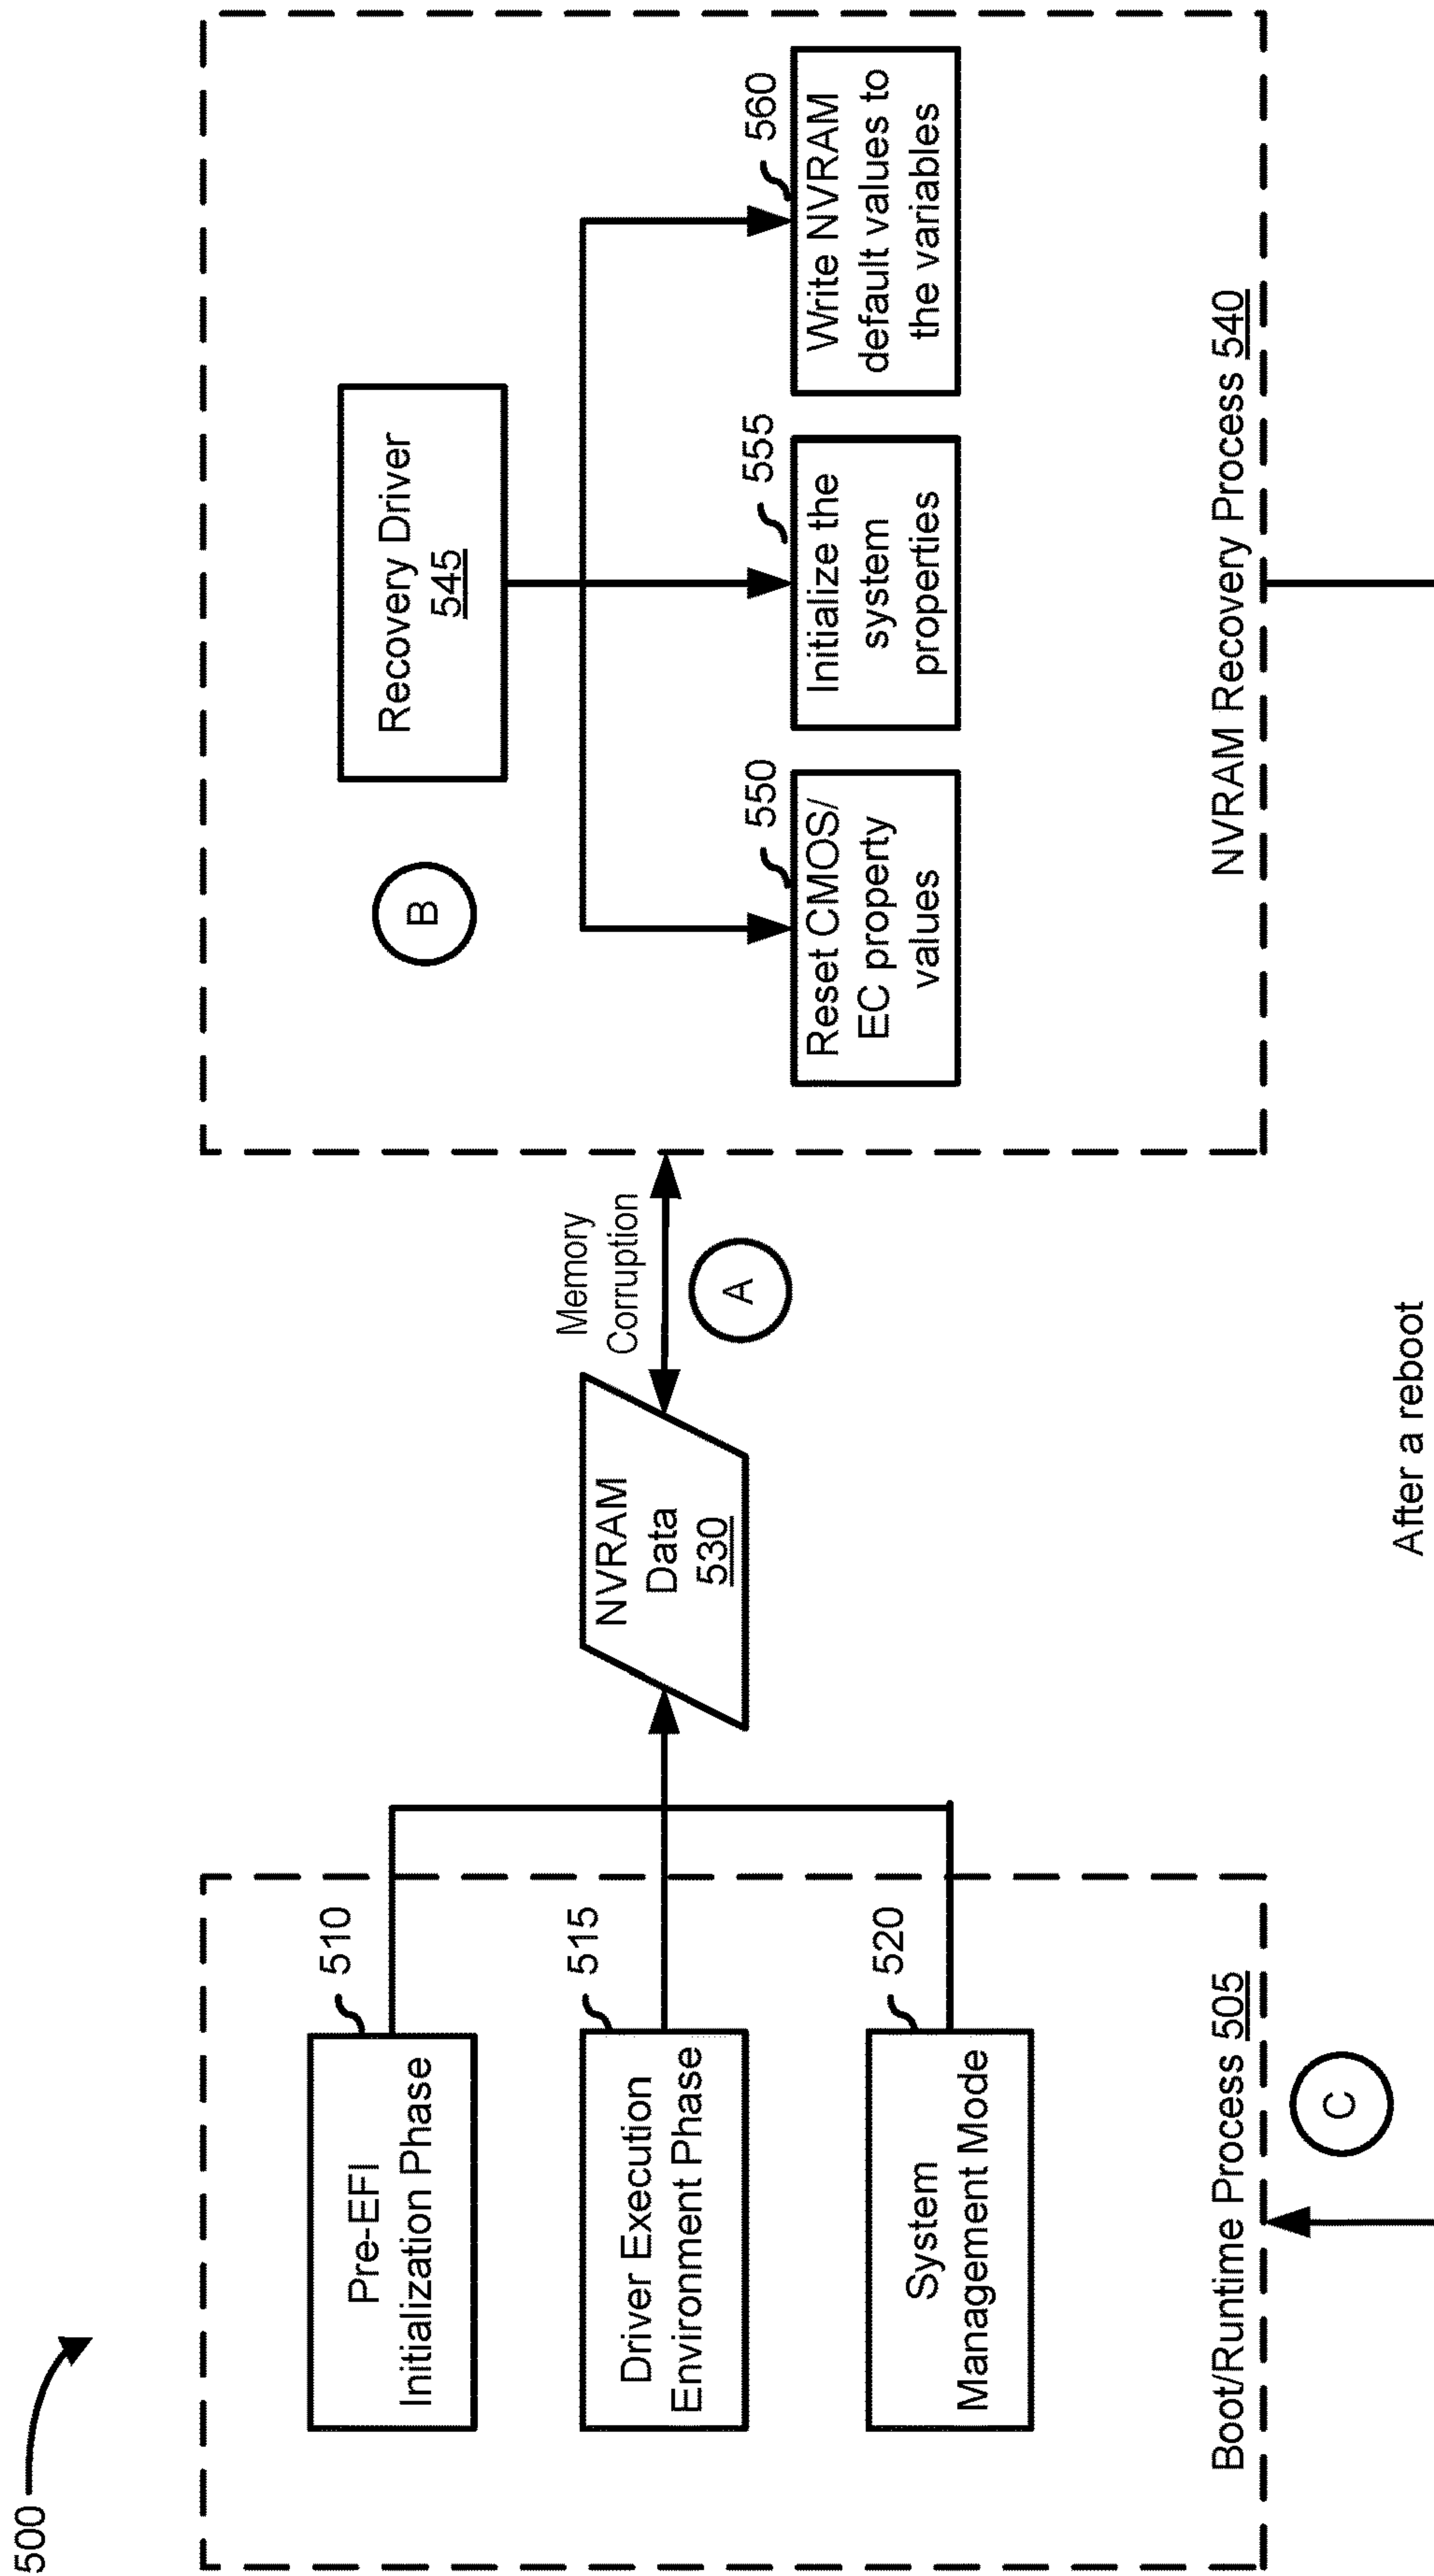 500
Pre-EFI
Initialization Phase
510
Driver Execution
Environment Phase
515
System
Management Mode
520
Boot/Runtime Process 505
C
NVRAM
Data
530
Memory
Corruption
A
B
Recovery Driver
545
Reset CMOS/
EC property
values
550
Initialize the
system
properties
555
Write NVRAM
default values to
the variables
560
NVRAM Recovery Process 540
After a reboot